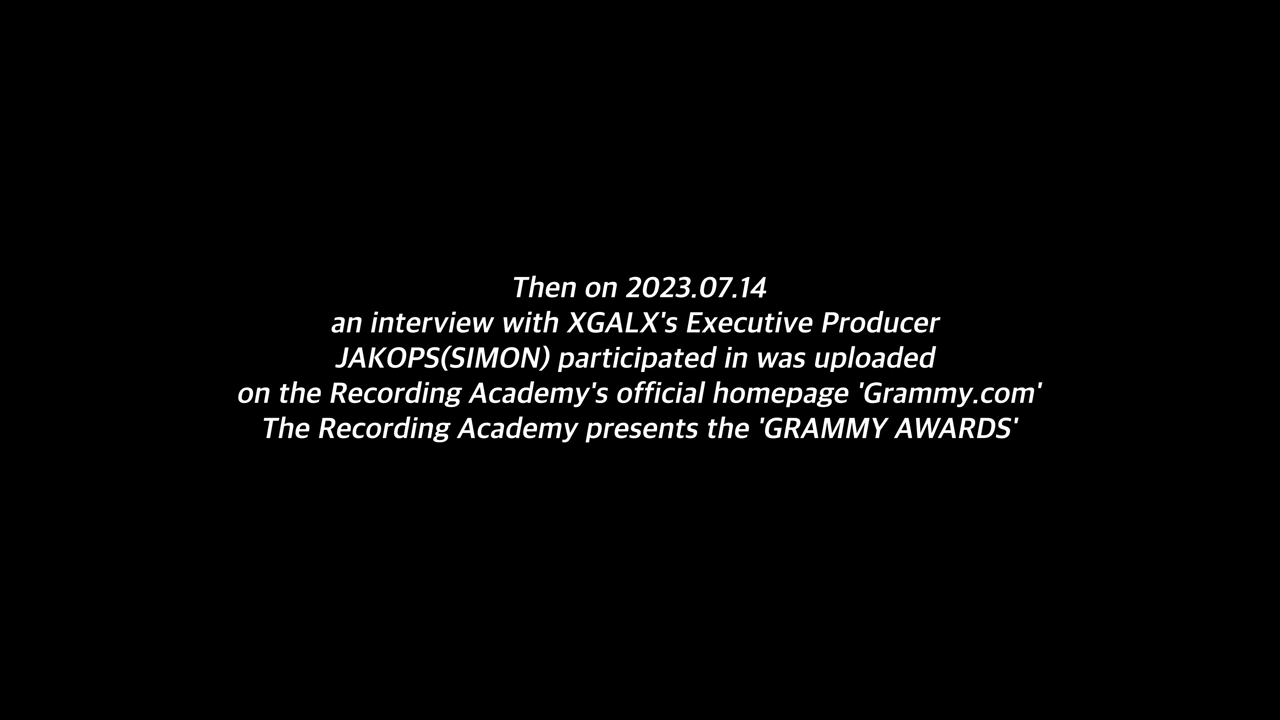 Then on 2023.07.14
an interview with XGALX's Executive Producer
JAKOPS(SIMON) participated in was uploaded
on the Recording Academy's official homepage 'Grammy.com'
The Recording Academy presents the 'GRAMMY AWARDS'